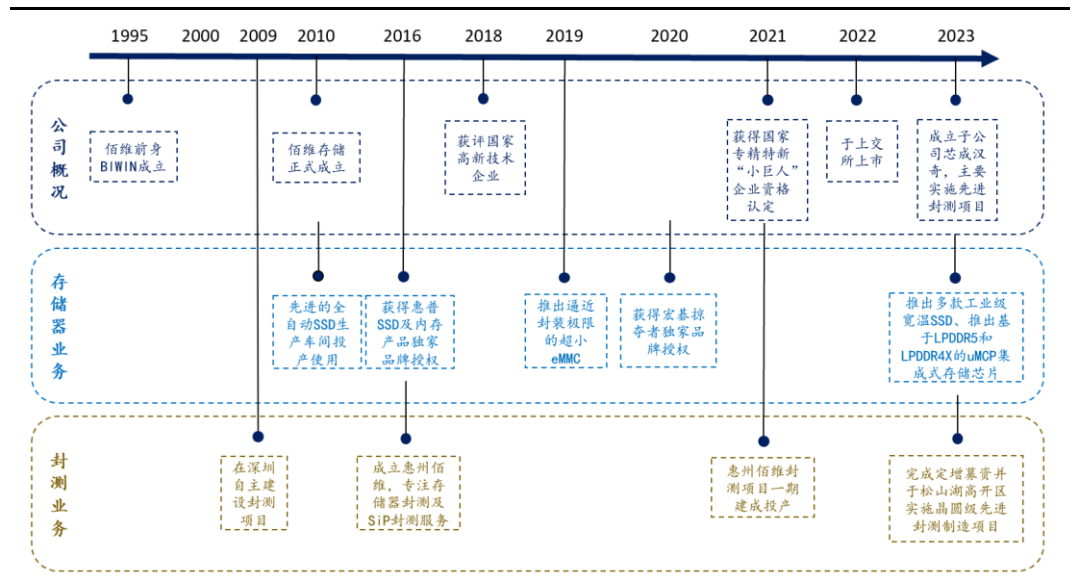 1995 2000 2009 2010 2016 2018 2019 2020 2021 2022 2023
公司概况
佰维前身
BIWIN成立
佰维存储
正式成立
获评国家
高新技术
企业
获得国家
专精特新
“小巨人”
企业资格
认定
于上交
所上市
成立子公
司芯成汉
奇，主要
实施先进
封测项目
存储器业务
先进的全
自动SSD生
产车间投
产使用
获得惠普
SSD及内存
产品独家
品牌授权
推出逼近
封装极限
的超小
eMMC
获得宏碁掠
夺者独家品
牌授权
推出多款工业级
宽温SSD、推出基
于LPDDR5和
LPDDR4X的uMCP集
成式存储芯片
封测业务
在深圳
自主建
设封测
项目
成立惠州佰
维，专注存
储器封测及
SiP封测服务
惠州佰维封
测项目一期
建成投产
完成定增募资并
于松山湖高开区
实施晶圆级先进
封测制造项目